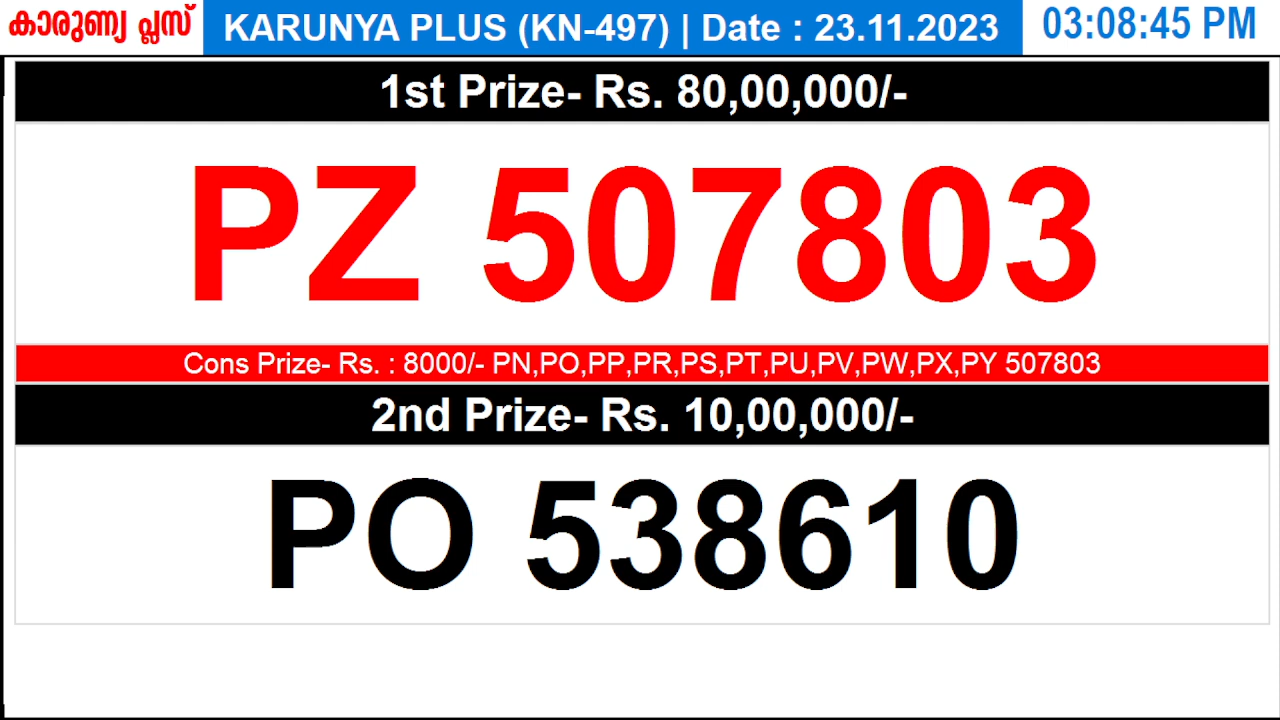 കാരുണ്യ പ്ലസ് KARUNYA PLUS (KN-497) | Date : 23.11.2023 03:08:45 PM
1st Prize- Rs. 80,00,000/-
PZ 507803
Cons Prize- Rs. : 8000/- PN,PO,PP,PR,PS,PT,PU,PV,PW,PX,PY 507803
2nd Prize- Rs. 10,00,000/-
PO 538610